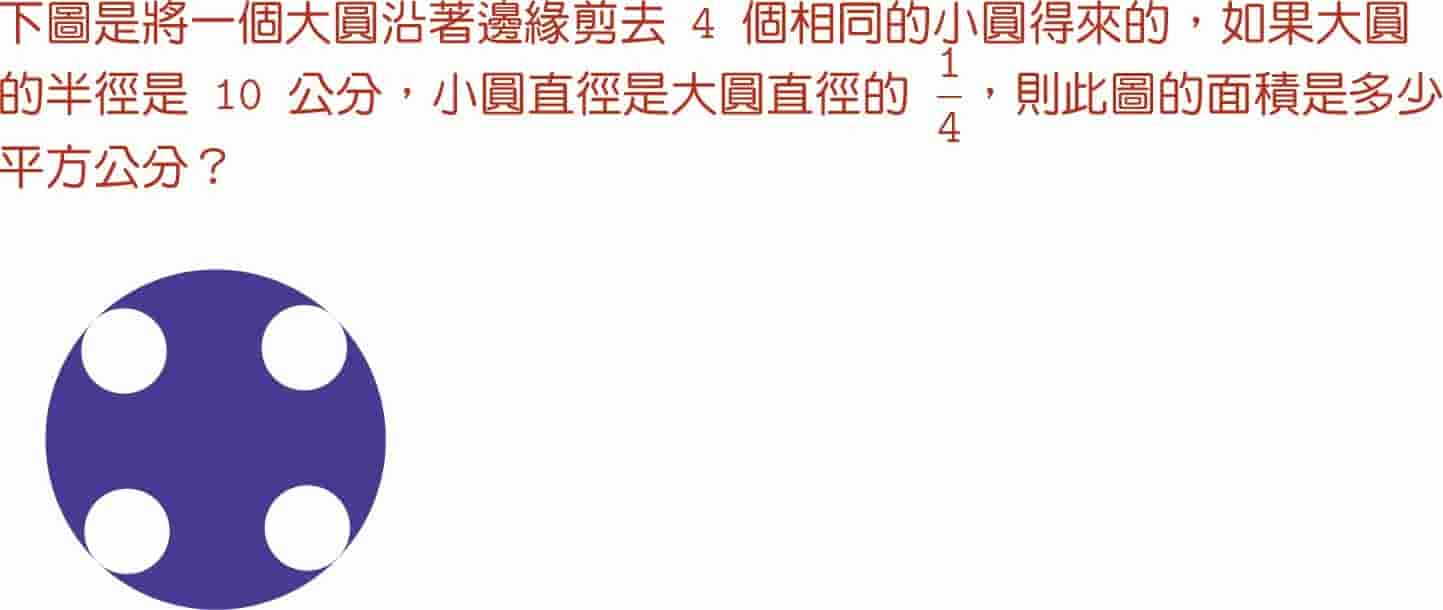 下圖是將一個大圓沿著邊緣剪去 4 個相同的小圓得來的，如果大圓
的半徑是 10 公分，小圓直徑是大圓直徑的 1/4，則此圖的面積是多少
平方公分？